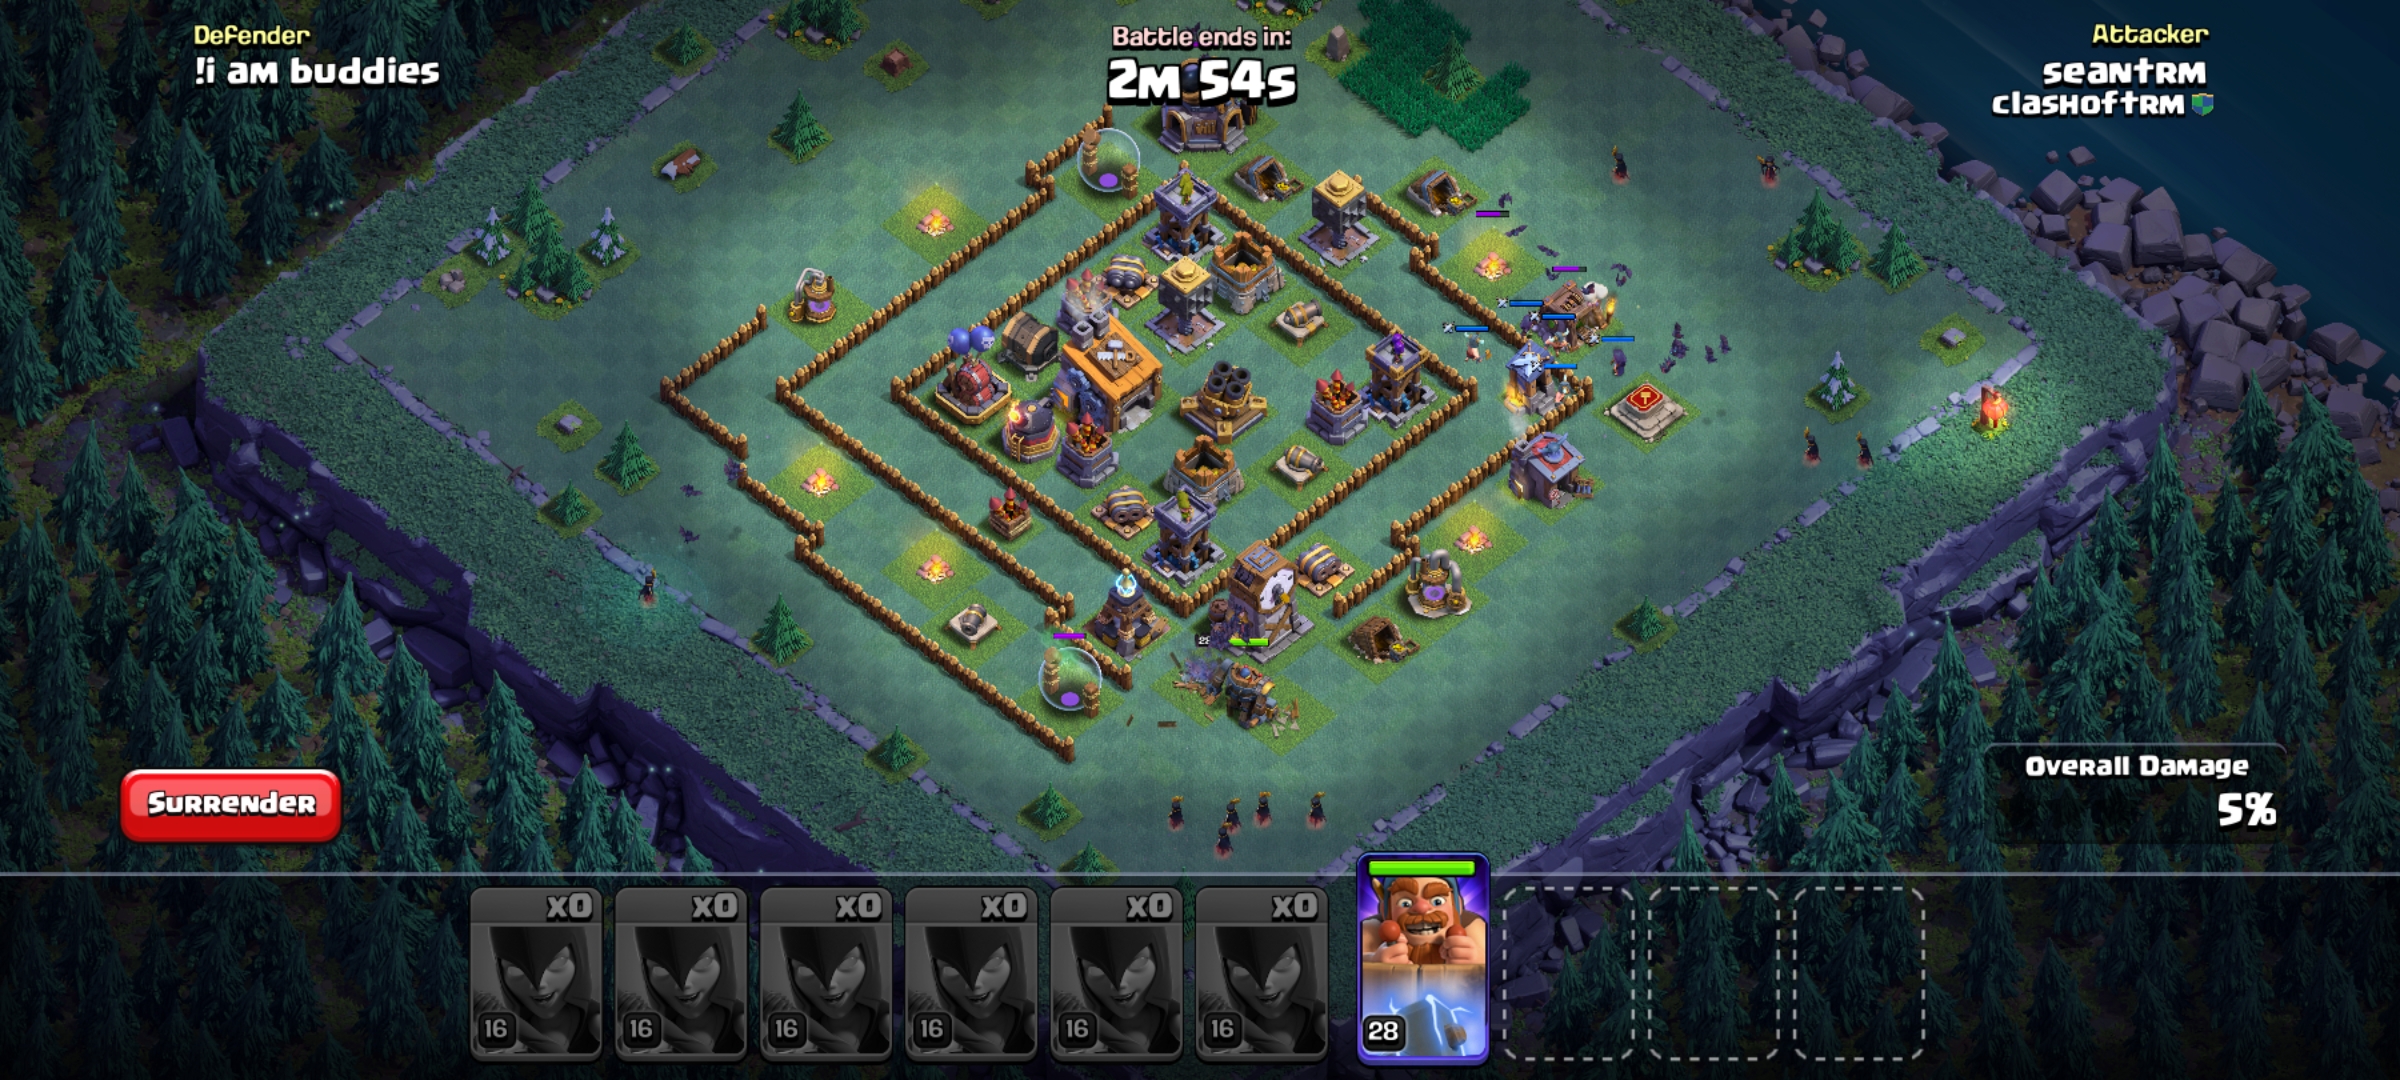 Defender
!i am buddies
Battle ends in:
2m 54s
Attacker
seantrm
clashoftrm
Surrender
Overall Damage
5%
x0 x0 x0 x0 x0 x0
16 16 16 16 16 16 28